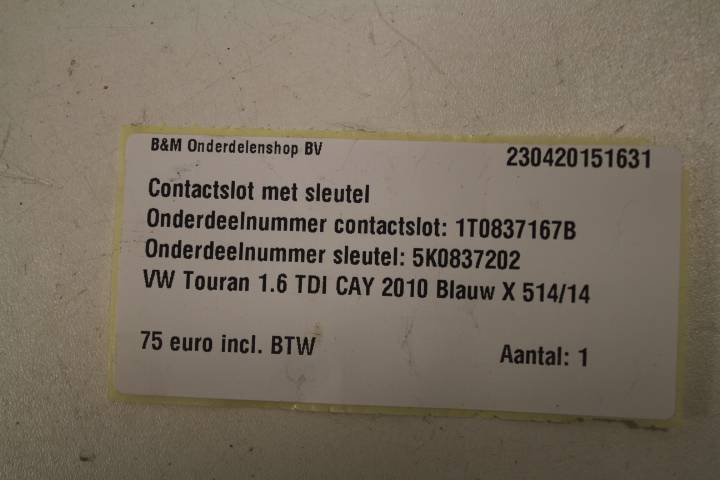 B&M Onderdelenshop BV 230420151631
Contactslot met sleutel
Onderdeelnummer contactslot: 1T0837167B
Onderdeelnummer sleutel: 5K0837202
VW Touran 1.6 TDI CAY 2010 Blauw X 514/14
75 euro incl. BTW Aantal: 1